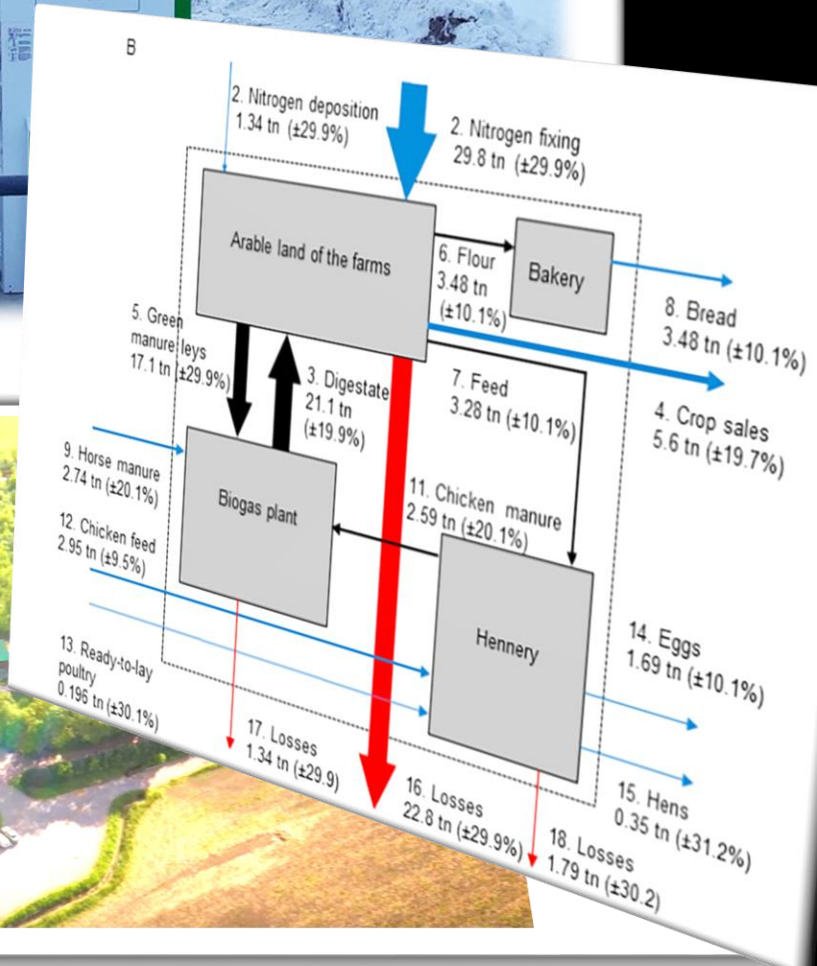 B
2. Nitrogen deposition
1.34 tn (±29.9%)
2. Nitrogen fixing
29.8 tn (±29.9%)
Arable land of the farms
6. Flour
3.48 tn
(±10.1%)
Bakery
8. Bread
3.48 tn (±10.1%)
5. Green
manure leys
17.1 tn (±29.9%)
3. Digestate
21.1 tn
(±19.9%)
7. Feed
3.28 tn (±10.1%)
4. Crop sales
5.6 tn (±19.7%)
9. Horse manure
2.74 tn (±20.1%)
Biogas plant
11. Chicken manure
2.59 tn (±20.1%)
12. Chicken feed
2.95 tn (±9.5%)
Hennery
14. Eggs
1.69 tn (±10.1%)
13. Ready-to-lay
poultry
0.196 tn (±30.1%)
17. Losses
1.34 tn (±29.9)
16. Losses
22.8 tn (±29.9%)
15. Hens
0.35 tn (±31.2%)
18. Losses
1.79 tn (±30.2)